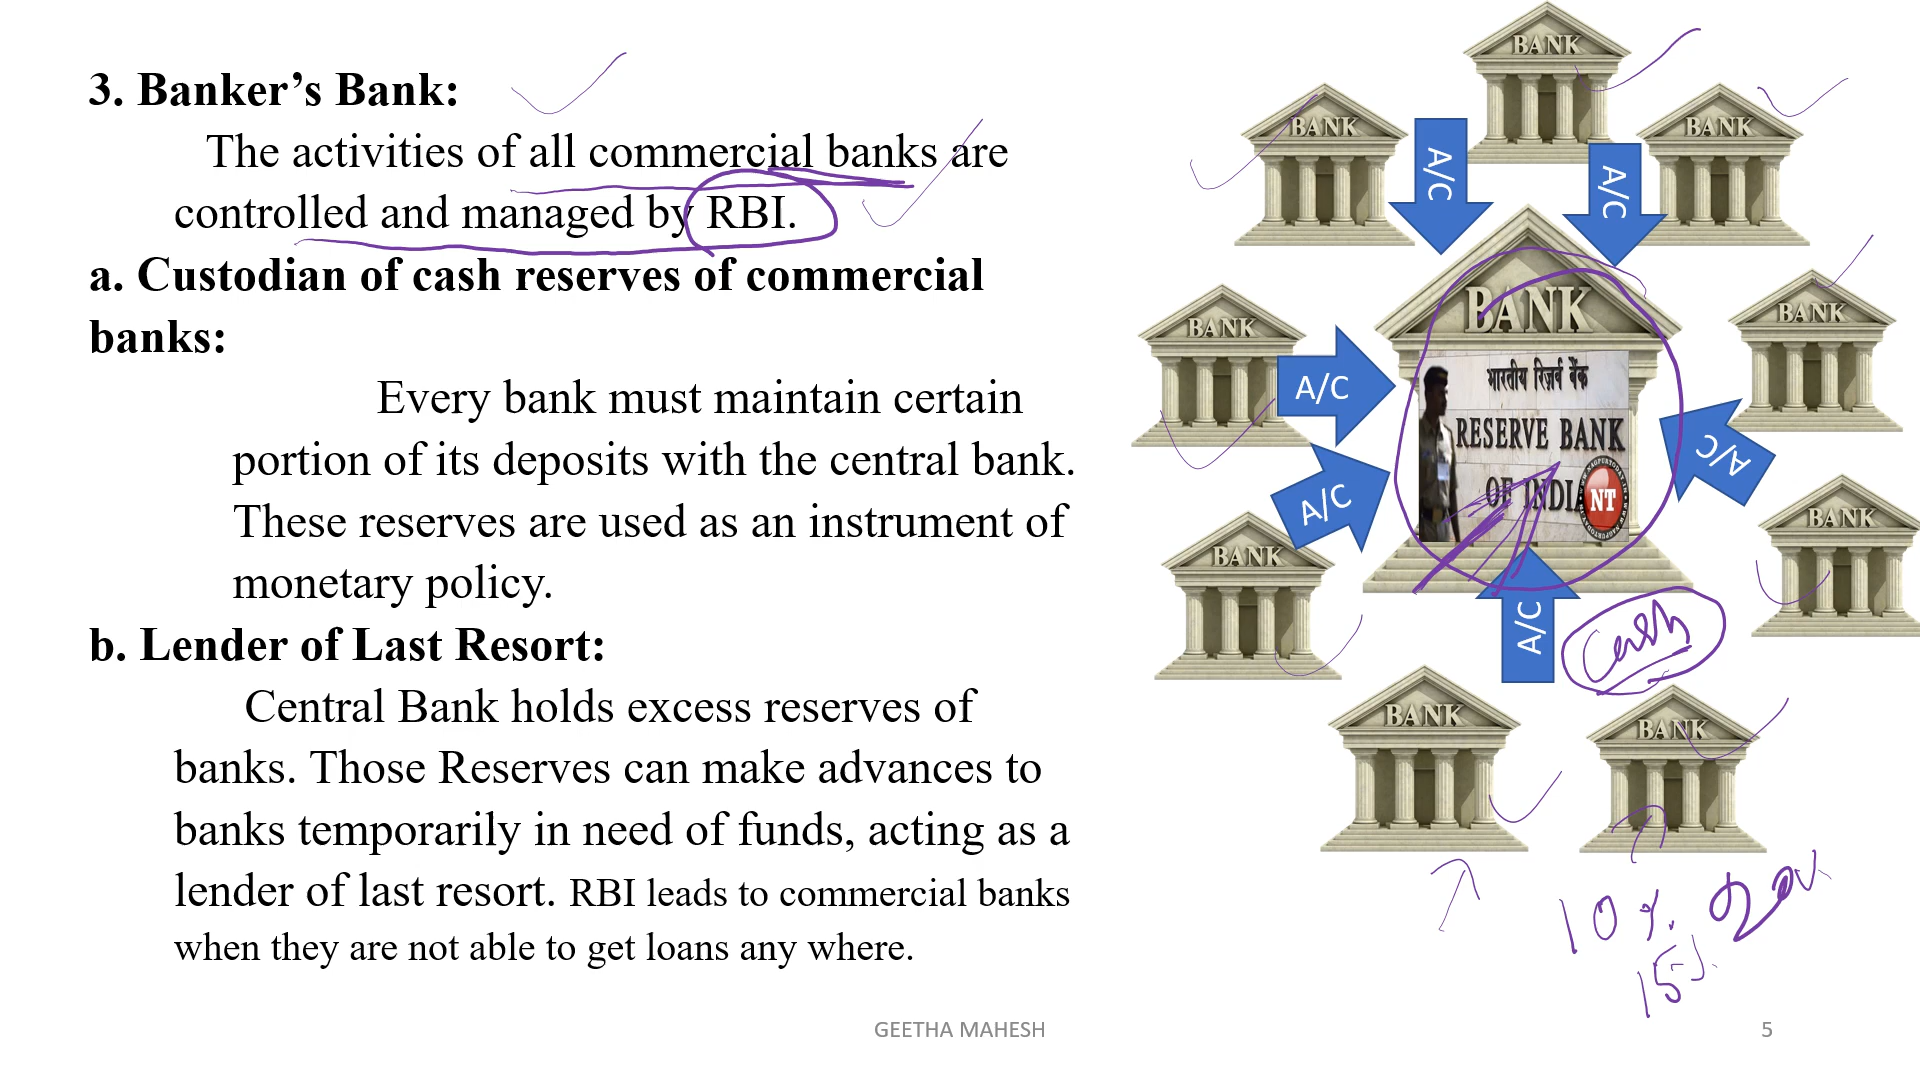 3. Banker’s Bank:
The activities of all commercial banks are
controlled and managed by RBI.
a. Custodian of cash reserves of commercial
banks:
Every bank must maintain certain
portion of its deposits with the central bank.
These reserves are used as an instrument of
monetary policy.
b. Lender of Last Resort:
Central Bank holds excess reserves of
banks. Those Reserves can make advances to
banks temporarily in need of funds, acting as a
lender of last resort. RBI leads to commercial banks
when they are not able to get loans any where.
BANK
BANK
BANK
A/C
A/C
BANK
BANK
BANK
A/C
भारतीय रिज़र्व बैंक
RESERVE BANK
OF INDIA
NT
A/C
A/C
BANK
BANK
A/C
Cash
BANK
BANK
10%
15%
GEETHA MAHESH
5